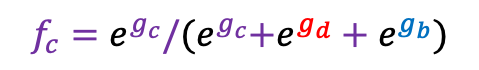 f_c = e^{g_c}/(e^{g_c}+e^{g_d} + e^{g_b})